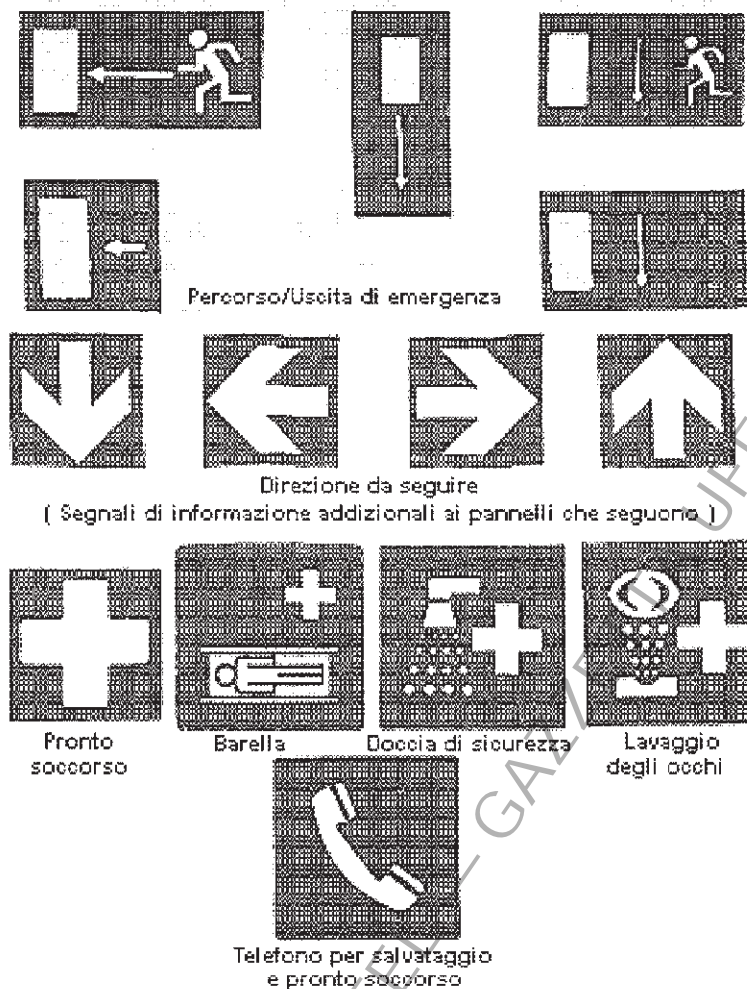 Percorso/Uscita di emergenza
Direzione da seguire
( Segnali di informazione addizionali ai pannelli che seguono )
Pronto
soccorso
Barella
Doccia di sicurezza
Lavaggio
degli occhi
Telefono per salvataggio
e pronto soccorso